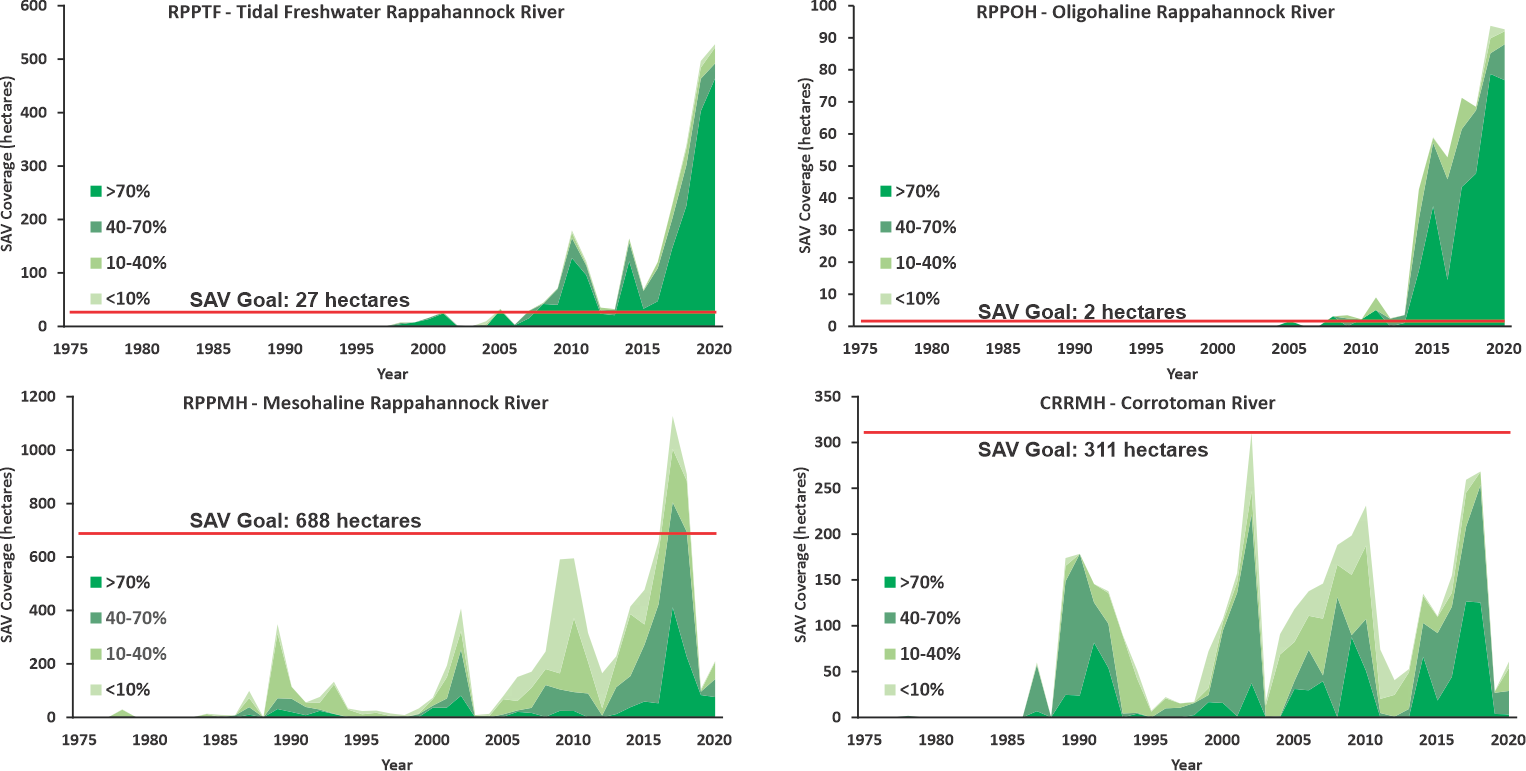 RPPTF - Tidal Freshwater Rappahannock River
600
500
400
300
200
100
0
SAV Coverage (hectares)
>70%
40-70%
10-40%
<10%
SAV Goal: 27 hectares
1975 1980 1985 1990 1995 2000 2005 2010 2015 2020
Year
RPPOH - Oligohaline Rappahannock River
100
90
80
70
60
50
40
30
20
10
0
SAV Coverage (hectares)
>70%
40-70%
10-40%
<10%
SAV Goal: 2 hectares
1975 1980 1985 1990 1995 2000 2005 2010 2015 2020
Year
RPPMH - Mesohaline Rappahannock River
1200
1000
800
600
400
200
0
SAV Coverage (hectares)
SAV Goal: 688 hectares
>70%
40-70%
10-40%
<10%
1975 1980 1985 1990 1995 2000 2005 2010 2015 2020
Year
CRRMH - Corrotoman River
350
300
250
200
150
100
50
0
SAV Coverage (hectares)
SAV Goal: 311 hectares
>70%
40-70%
10-40%
<10%
1975 1980 1985 1990 1995 2000 2005 2010 2015 2020
Year